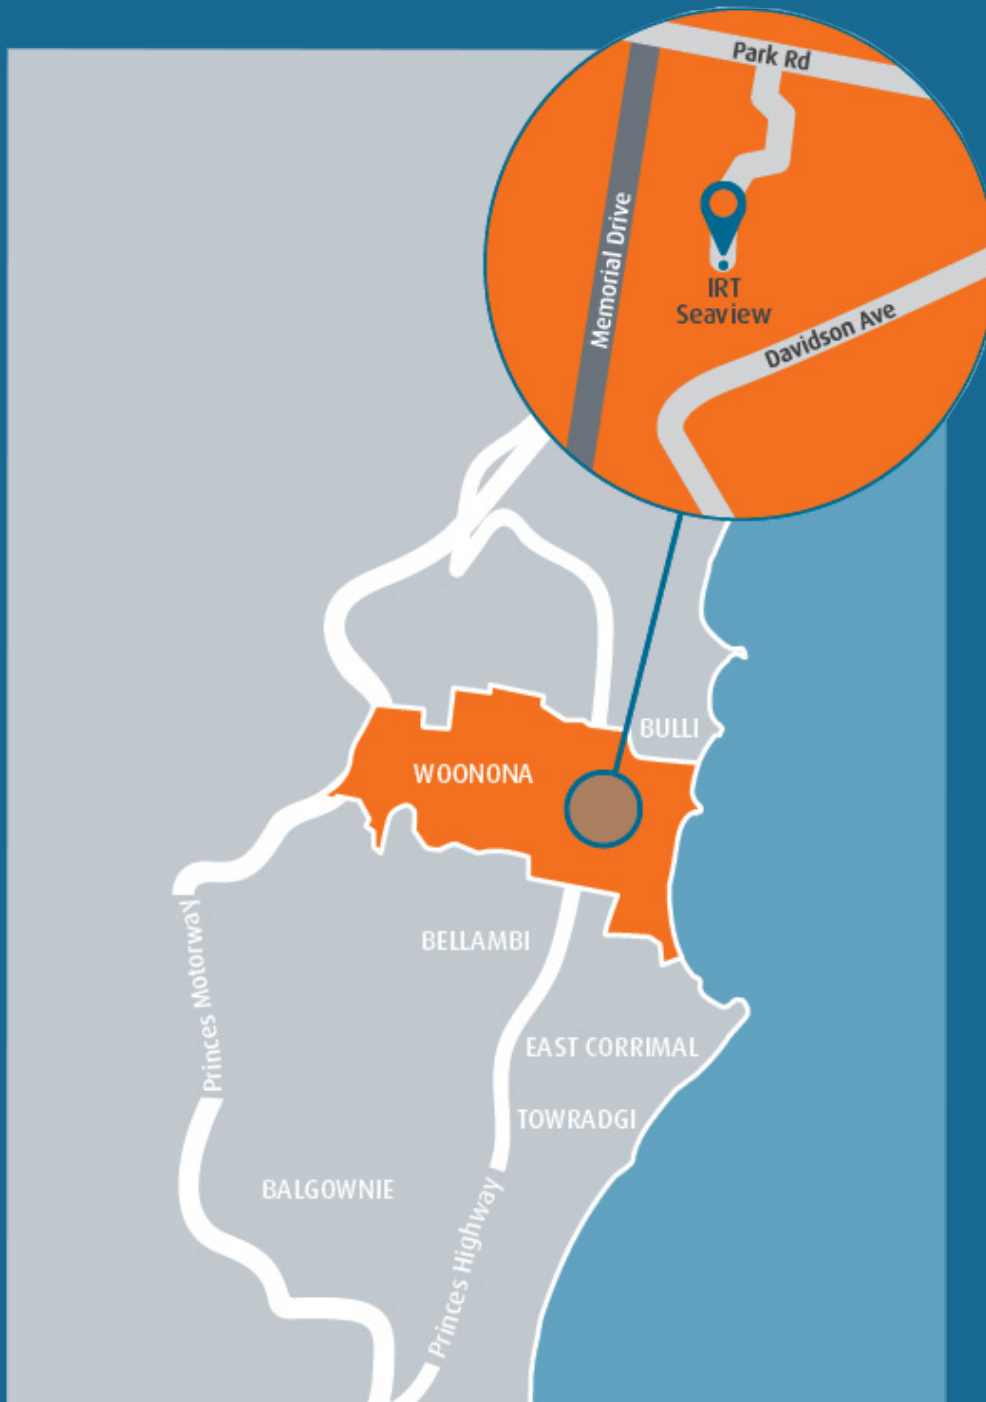 Park Rd
Memorial Drive
IRT
Seaview
Davidson Ave
BULLI
WOONONA
Princes Motorway
BELLAMBI
EAST CORRIMAL
TOWRADGI
BALGOWNIE
Princes Highway